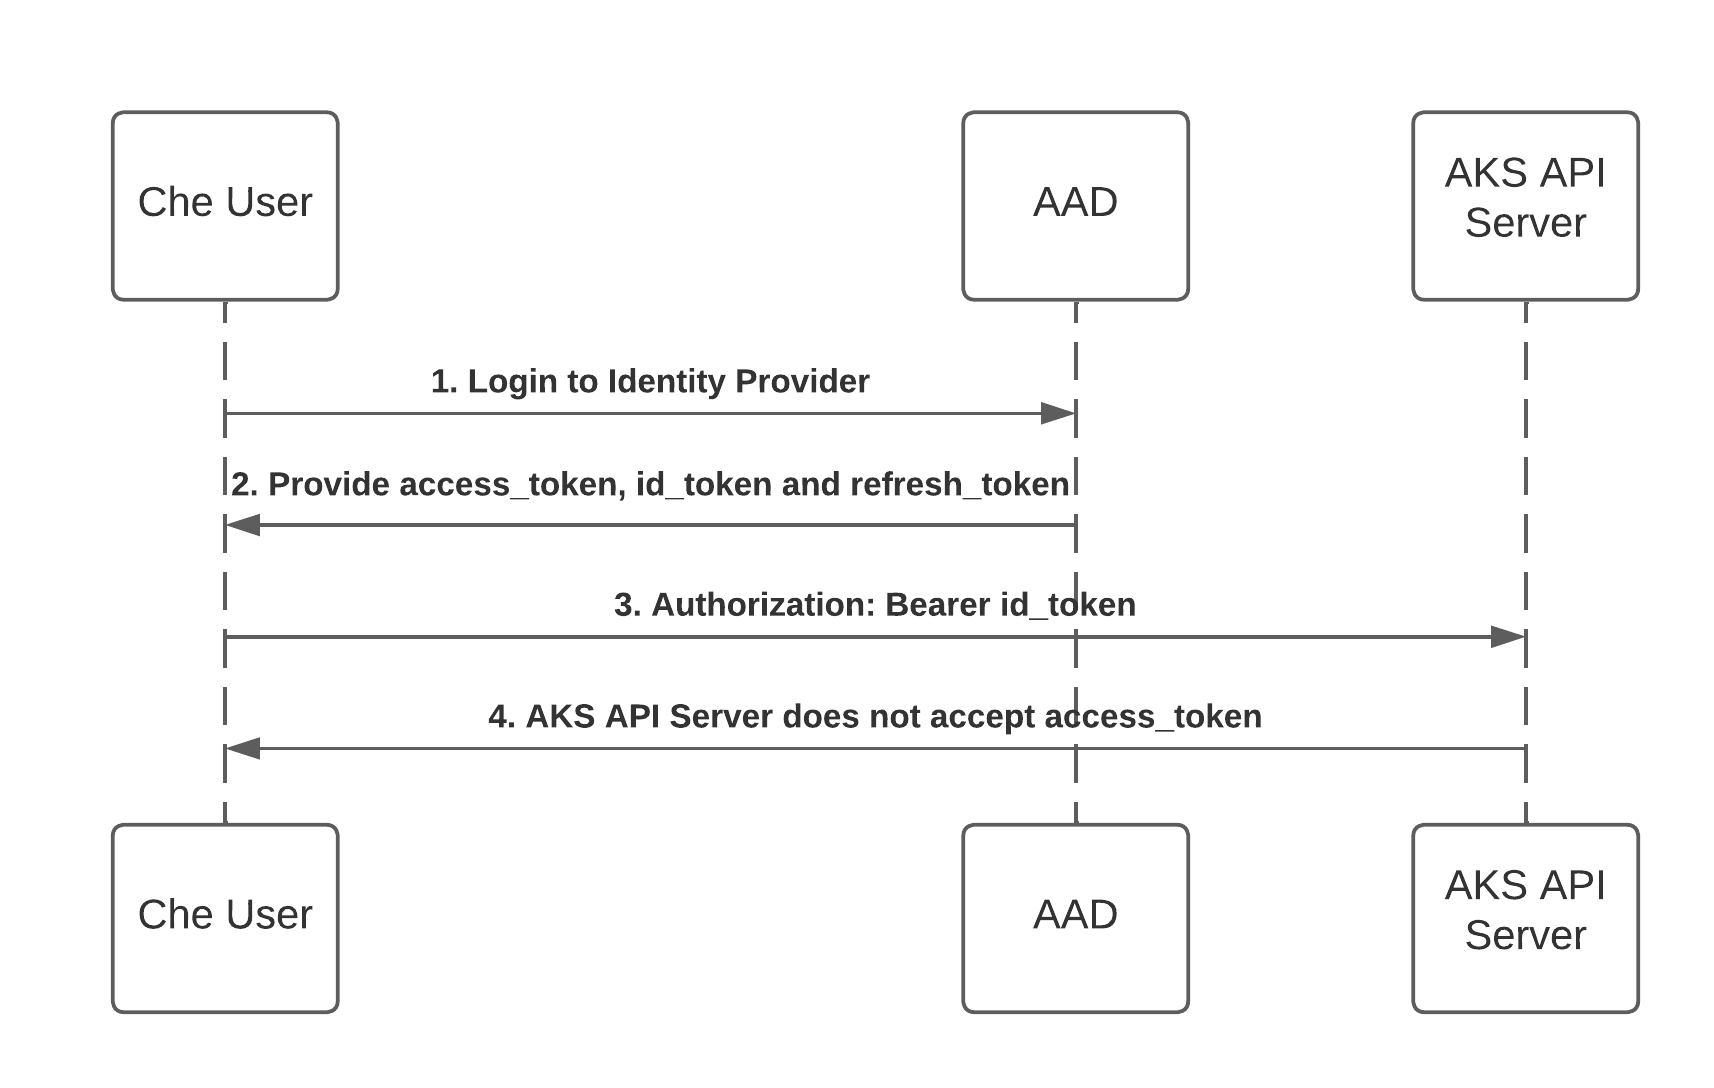 Che User
AAD
AKS API
Server
1. Login to Identity Provider
2. Provide access_token, id_token and refresh_token
3. Authorization: Bearer id_token
4. AKS API Server does not accept access_token
Che User
AAD
AKS API
Server